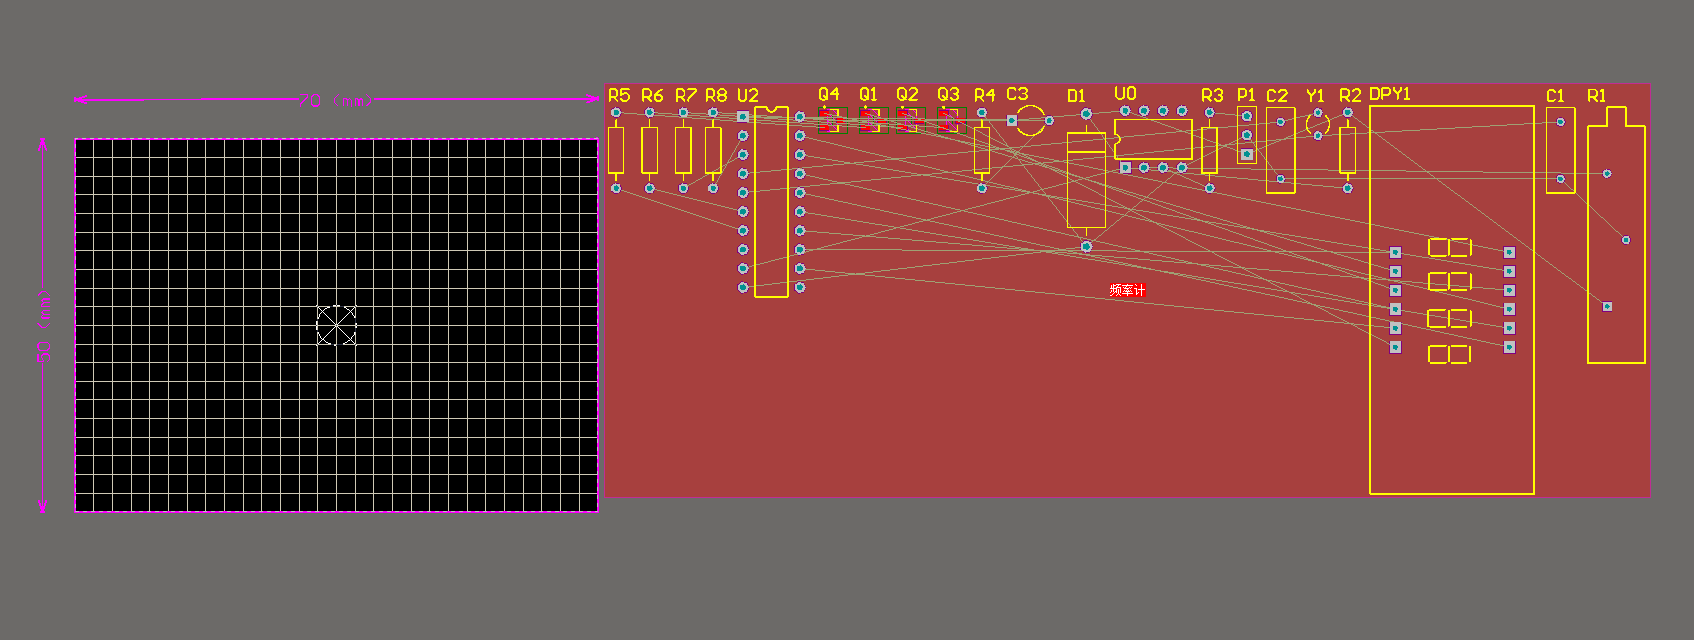 R5 R6 R7 R8 U2 Q4 Q1 Q2 Q3 R4 C3 D1 U0 R3 P1 C2 Y1 R2 DPY1 C1 R1
频率计